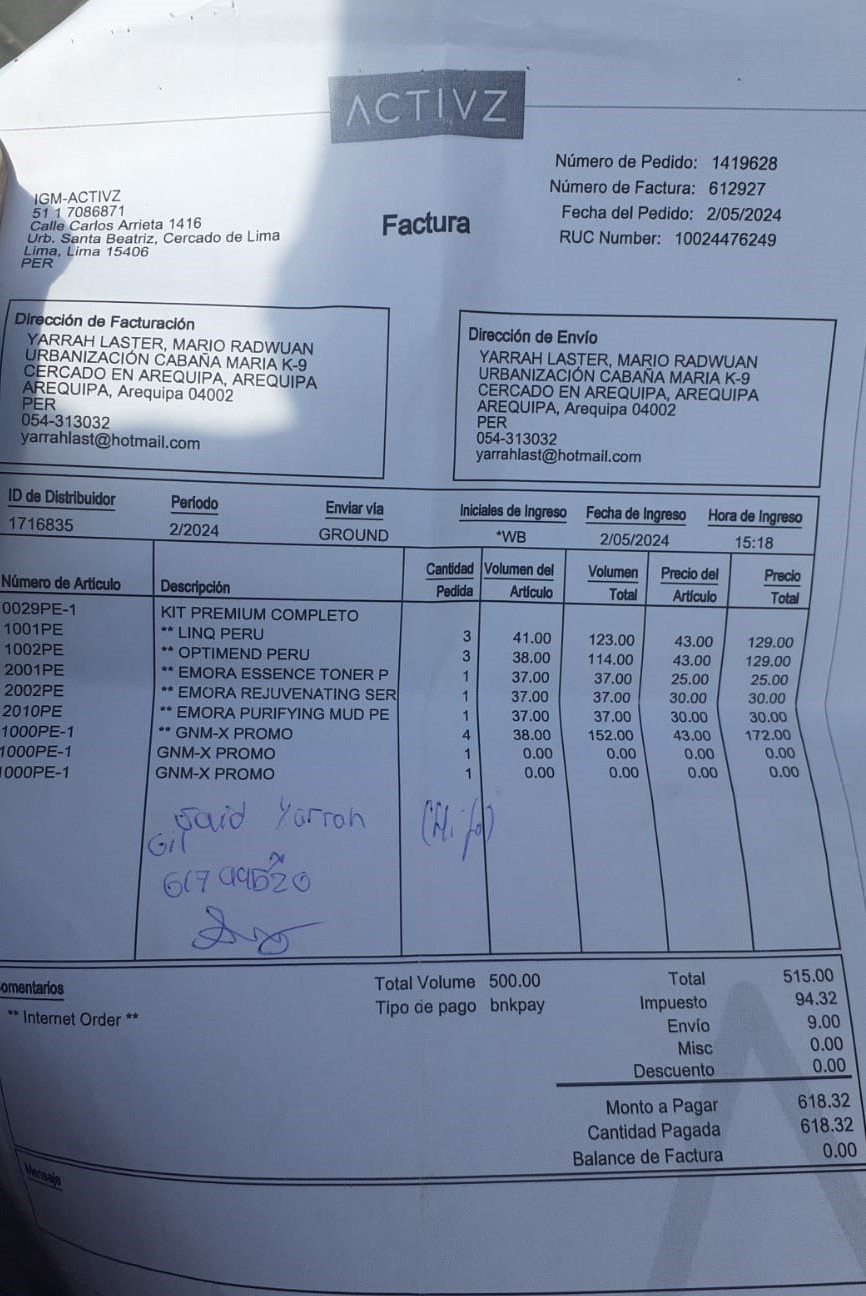 ACTIVZ
IGM-ACTIVZ
51 1 7086871
Calle Carlos Arrieta 1416
Urb. Santa Beatriz, Cercado de Lima
Lima, Lima 15406
PER
Factura
Número de Pedido: 1419628
Número de Factura: 612927
Fecha del Pedido: 2/05/2024
RUC Number: 10024476249
Dirección de Facturación
YARRAH LASTER, MARIO RADWUAN
URBANIZACIÓN CABAÑA MARIA K-9
CERCADO EN AREQUIPA, AREQUIPA
AREQUIPA, Arequipa 04002
PER
054-313032
yarrahlast@hotmail.com
Dirección de Envío
YARRAH LASTER, MARIO RADWUAN
URBANIZACIÓN CABAÑA MARIA K-9
CERCADO EN AREQUIPA, AREQUIPA
AREQUIPA, Arequipa 04002
PER
054-313032
yarrahlast@hotmail.com
ID de Distribuidor Período Enviar vía Iniciales de Ingreso Fecha de Ingreso Hora de Ingreso
1716835 2/2024 GROUND *WB 2/05/2024 15:18
Número de Artículo Descripción Cantidad Pedida Volumen del Artículo Volumen Total Precio del Artículo Precio Total
0029PE-1 KIT PREMIUM COMPLETO
1001PE ** LINQ PERU 3 41.00 123.00 43.00 129.00
1002PE ** OPTIMEND PERU 3 38.00 114.00 43.00 129.00
2001PE ** EMORA ESSENCE TONER P 1 37.00 37.00 25.00 25.00
2002PE ** EMORA REJUVENATING SER 1 37.00 37.00 30.00 30.00
2010PE ** EMORA PURIFYING MUD PE 1 37.00 37.00 30.00 30.00
1000PE-1 ** GNM-X PROMO 4 38.00 152.00 43.00 172.00
1000PE-1 GNM-X PROMO 1 0.00 0.00 0.00 0.00
1000PE-1 GNM-X PROMO 1 0.00 0.00 0.00 0.00
Yarrah (Hijo)
Gil
Comentarios
** Internet Order **
Total Volume 500.00
Tipo de pago bnkpay
Total 515.00
Impuesto 94.32
Envío 9.00
Misc 0.00
Descuento 0.00
Monto a Pagar 618.32
Cantidad Pagada 618.32
Balance de Factura 0.00
Mensaje